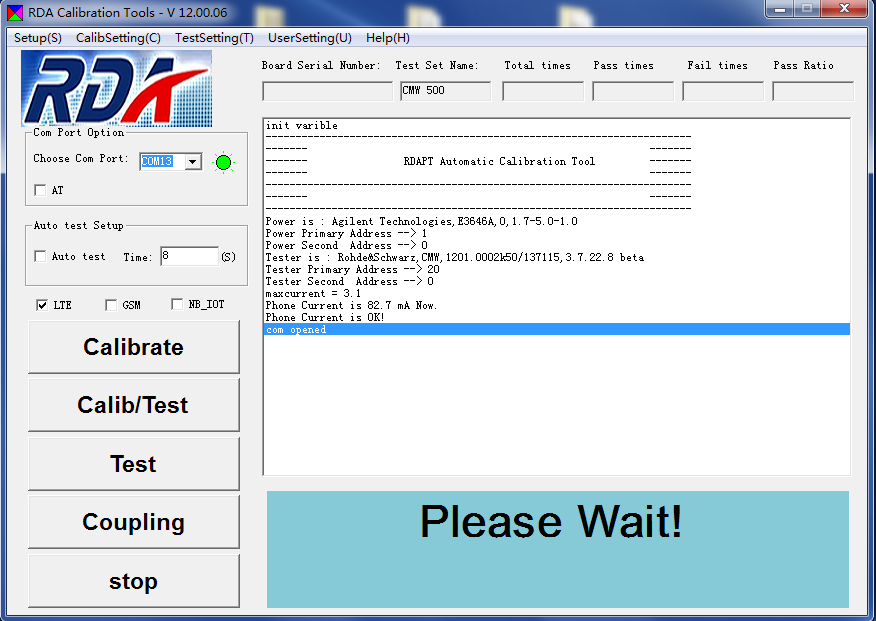 RDA Calibration Tools - V 12.00.06
Setup(S) CalibSetting(C) TestSetting(T) UserSetting(U) Help(H)
RDA
Board Serial Number: Test Set Name: Total times Pass times Fail times Pass Ratio
CMW 500
Com Port Option
Choose Com Port: COM13
AT
Auto test Setup
Auto test Time: 8 (S)
LTE GSM NB_IOT
Calibrate
Calib/Test
Test
Coupling
stop
init varible
-----------------------------------------------------------------------
------- -------
------- RDAPT Automatic Calibration Tool -------
------- -------
-----------------------------------------------------------------------
------- -------
-----------------------------------------------------------------------
Power is : Agilent Technologies,E3646A,0,1.7-5.0-1.0
Power Primary Address --> 1
Power Second Address --> 0
Tester is : Rohde&Schwarz,CMW,1201.0002k50/137115,3.7.22.8 beta
Tester Primary Address --> 20
Tester Second Address --> 0
maxcurrent = 3.1
Phone Current is 82.7 mA Now.
Phone Current is OK!
com opened
Please Wait!